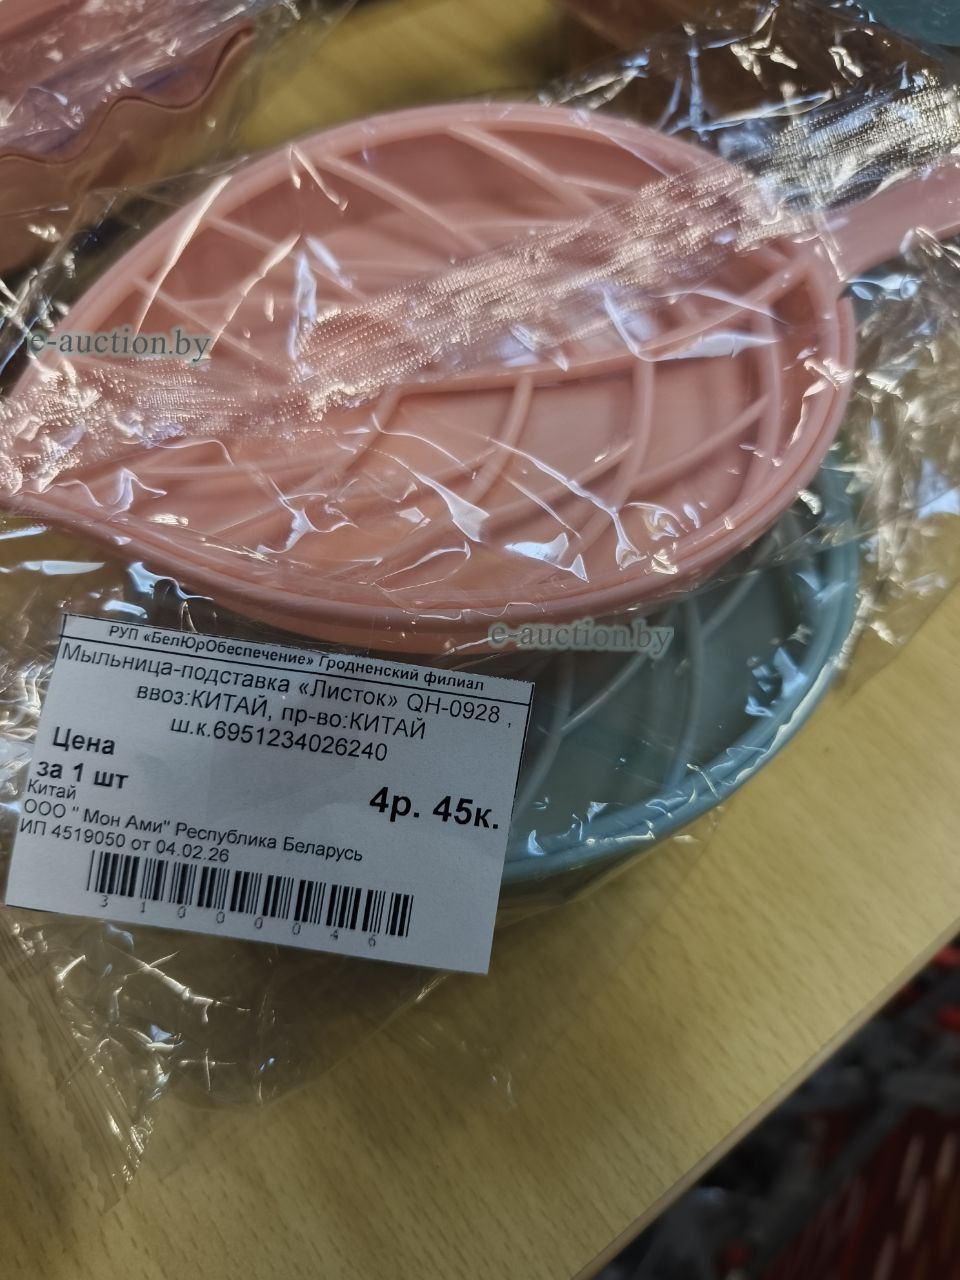 e-auction.by
e-auction.by
РУП «БелЮрОбеспечение» Гродненский филиал
Мыльница-подставка «Листок» QH-0928 ,
ввоз:КИТАЙ, пр-во:КИТАЙ
ш.к.6951234026240
Цена
за 1 шт
4р. 45к.
Китай
ООО " Мон Ами" Республика Беларусь
ИП 4519050 от 04.02.26
31000046